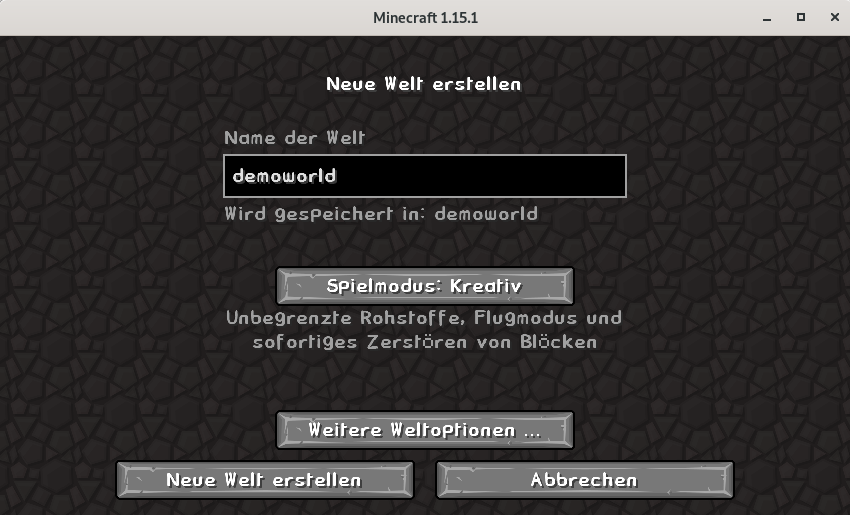 Minecraft 1.15.1
Neue Welt erstellen
Name der Welt
demoworld
Wird gespeichert in: demoworld
Spielmodus: Kreativ
Unbegrenzte Rohstoffe, Flugmodus und
sofortiges Zerstören von Blöcken
Weitere Weltoptionen ...
Neue Welt erstellen
Abbrechen